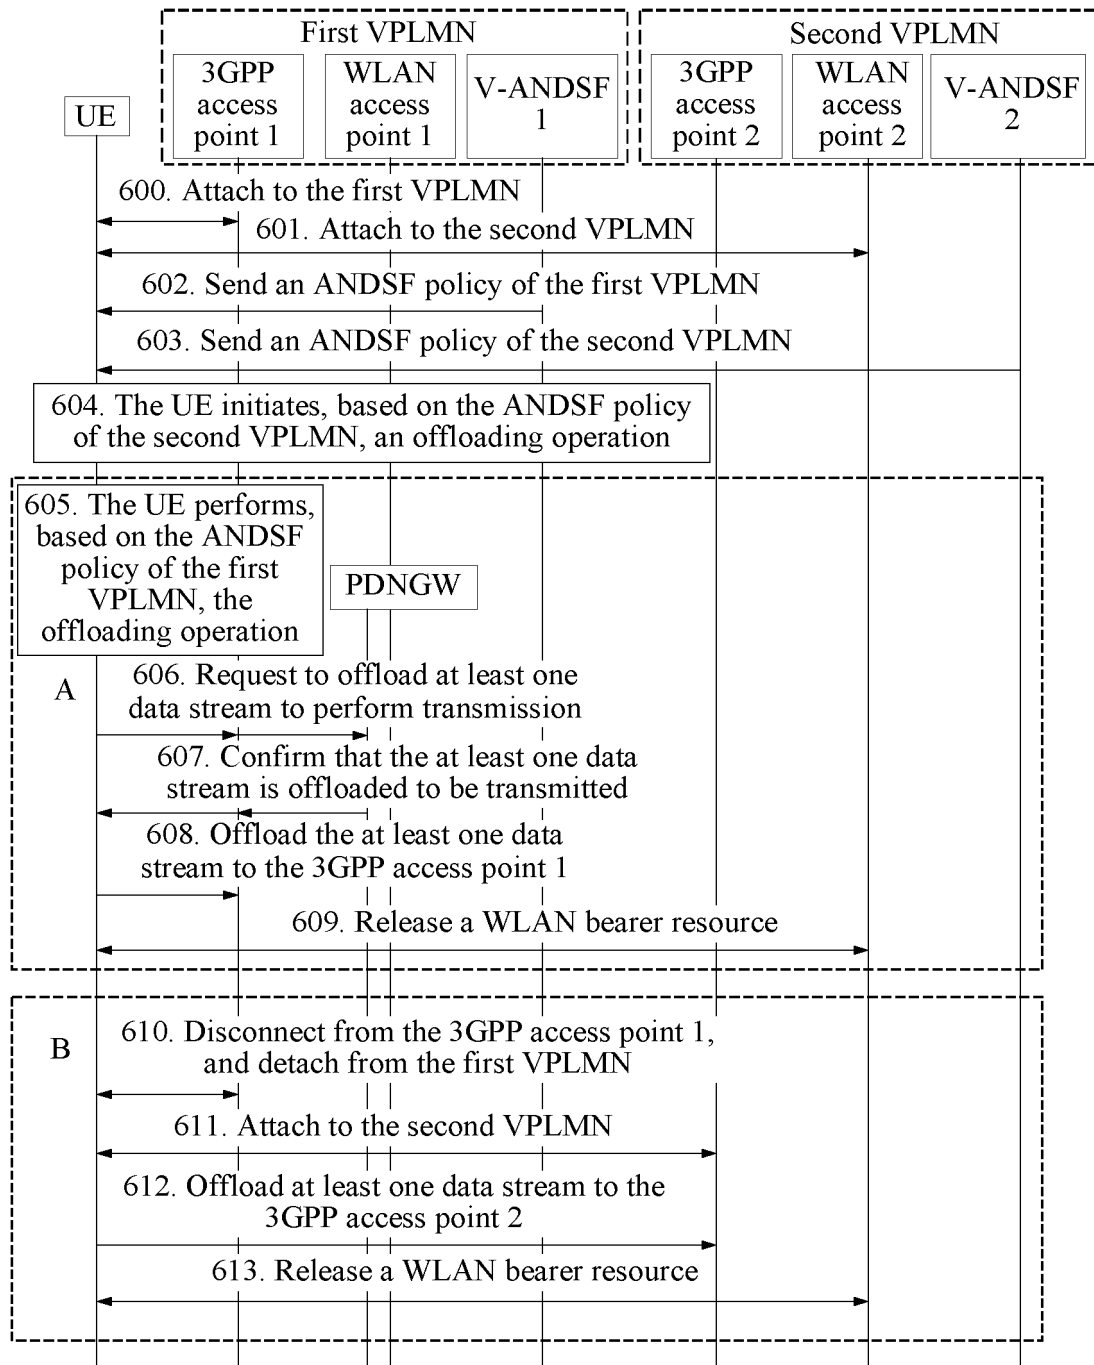 First VPLMN
Second VPLMN
UE
3GPP
access
point 1
WLAN
access
point 1
V-ANDSF
1
3GPP
access
point 2
WLAN
access
point 2
V-ANDSF
2
600. Attach to the first VPLMN
601. Attach to the second VPLMN
602. Send an ANDSF policy of the first VPLMN
603. Send an ANDSF policy of the second VPLMN
604. The UE initiates, based on the ANDSF policy
of the second VPLMN, an offloading operation
605. The UE performs,
based on the ANDSF
policy of the first
VPLMN, the
offloading operation
PDNGW
A
606. Request to offload at least one
data stream to perform transmission
607. Confirm that the at least one data
stream is offloaded to be transmitted
608. Offload the at least one data
stream to the 3GPP access point 1
609. Release a WLAN bearer resource
B
610. Disconnect from the 3GPP access point 1,
and detach from the first VPLMN
611. Attach to the second VPLMN
612. Offload at least one data stream to the
3GPP access point 2
613. Release a WLAN bearer resource